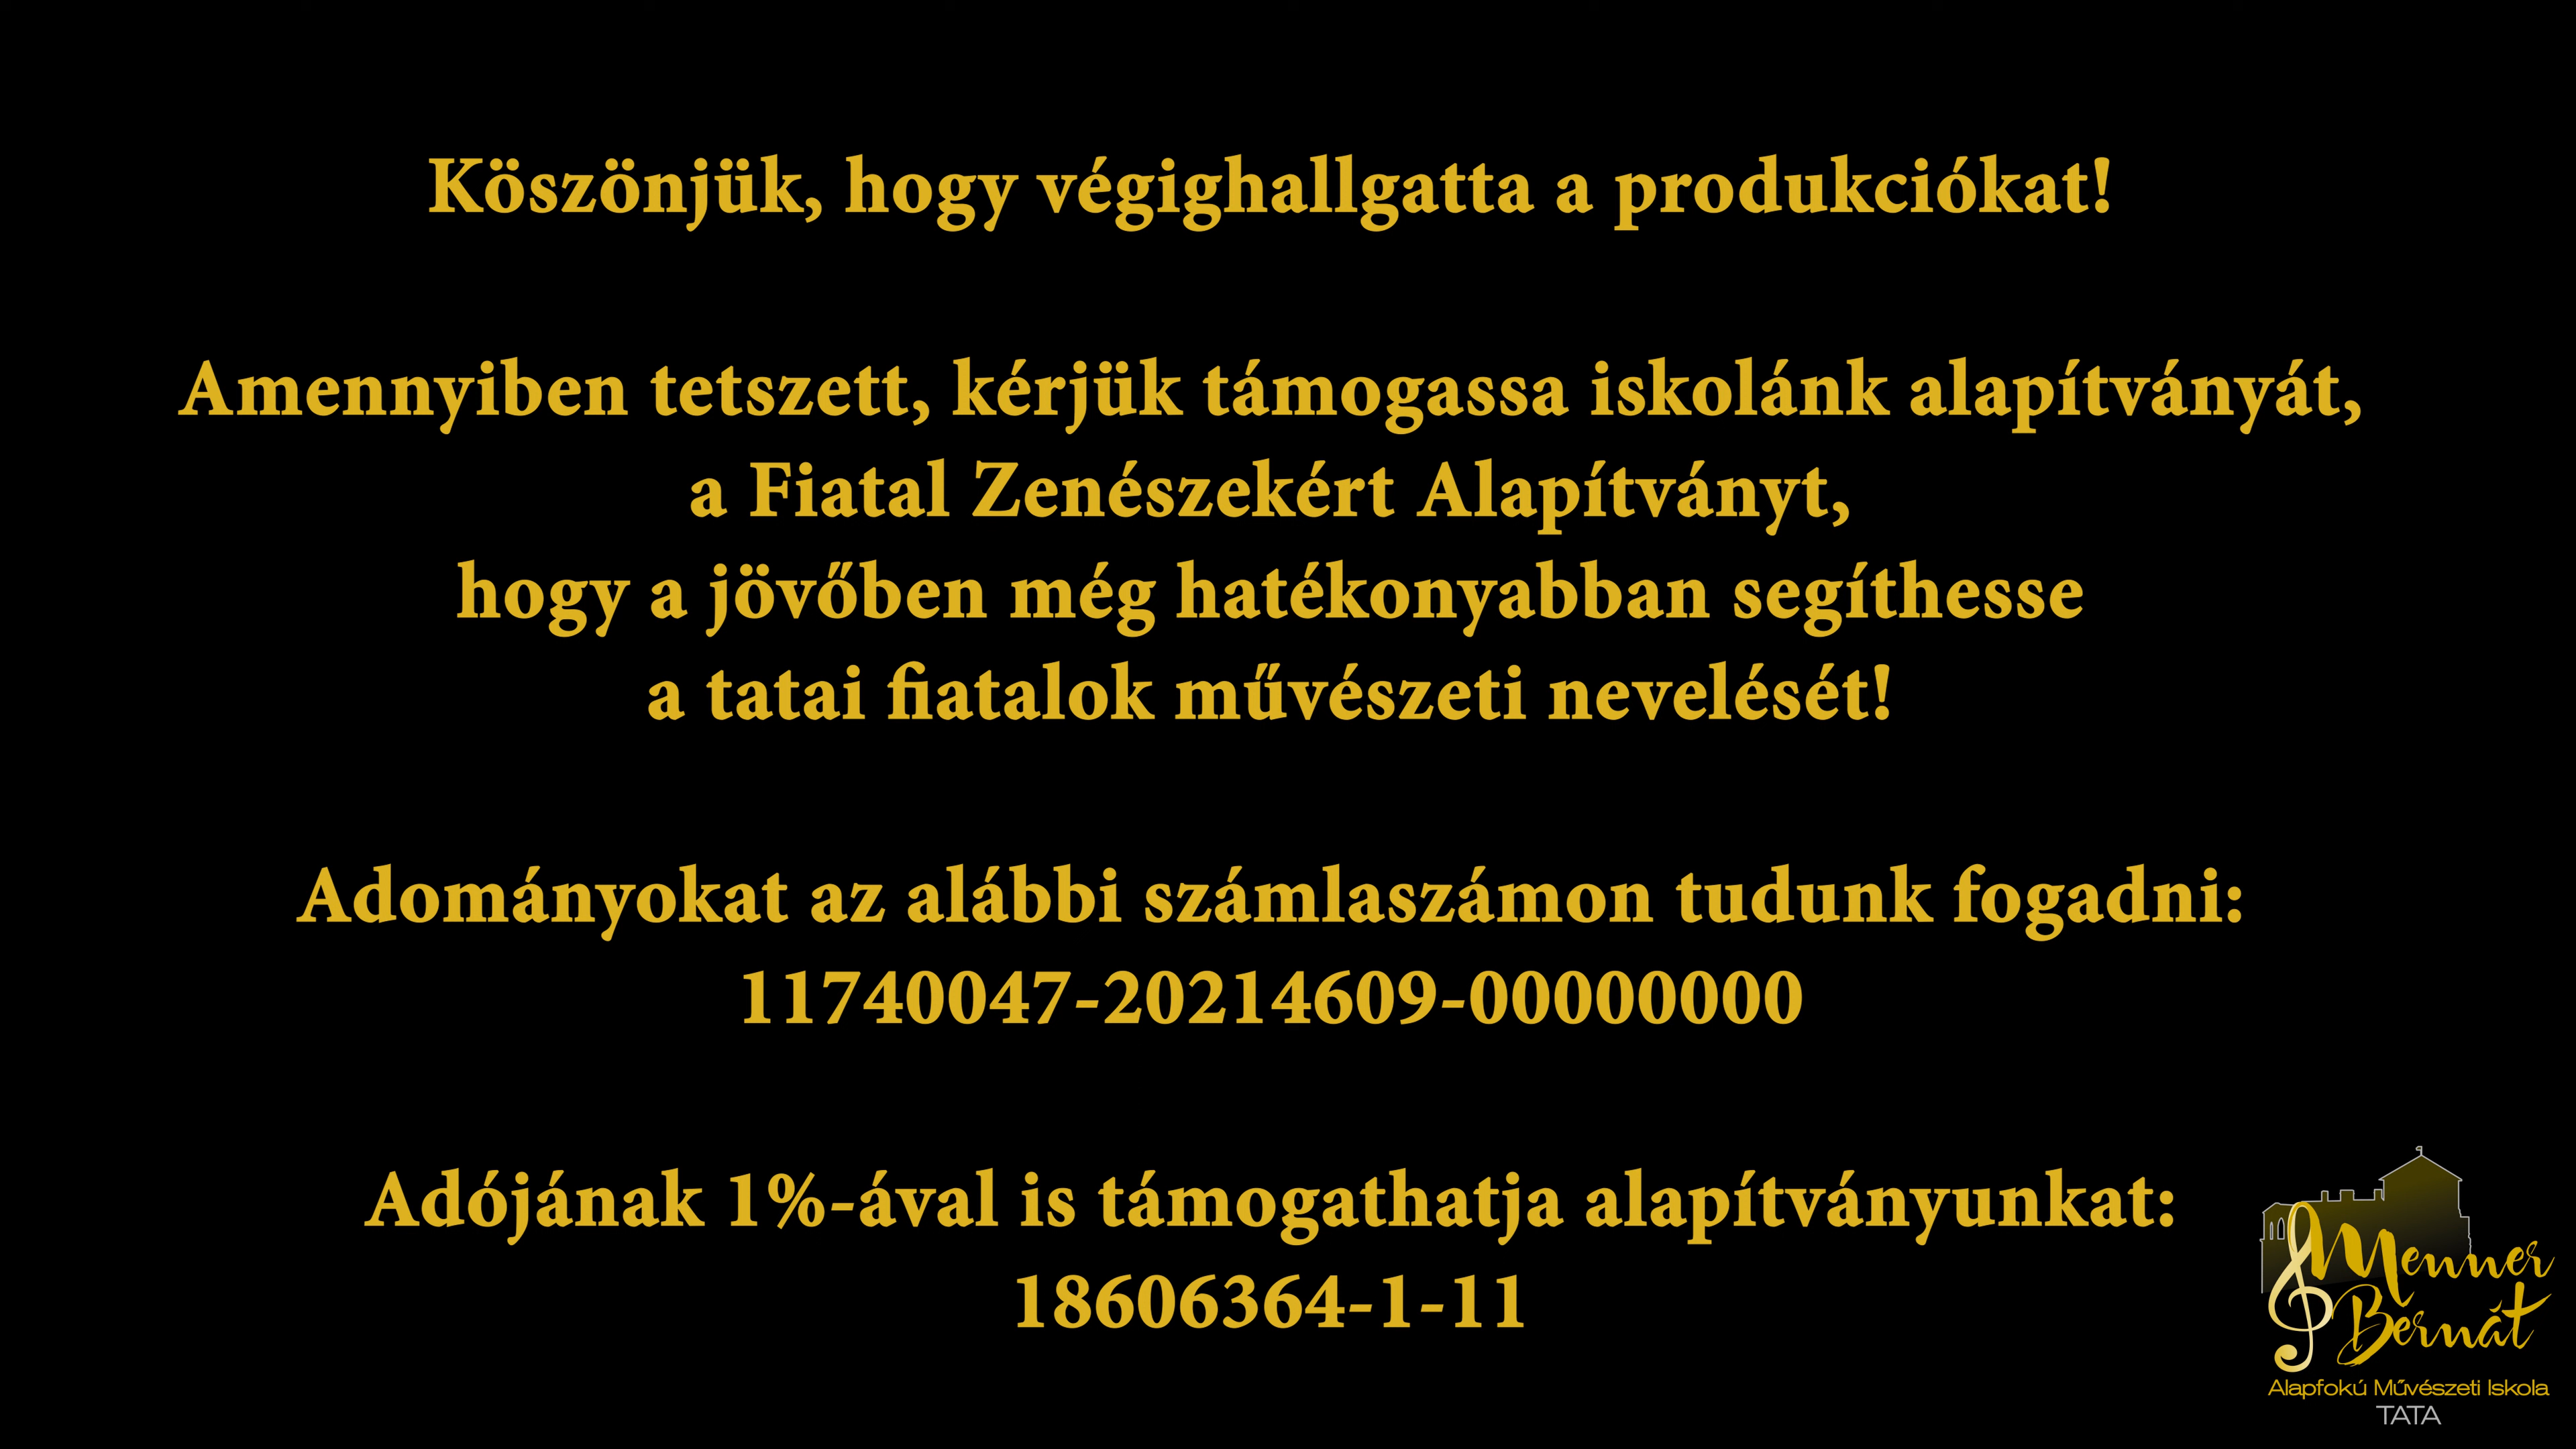 Köszönjük, hogy végighallgatta a produkciókat!
Amennyiben tetszett, kérjük támogassa iskolánk alapítványát,
a Fiatal Zenészekért Alapítványt,
hogy a jövőben még hatékonyabban segíthesse
a tatai fiatalok művészeti nevelését!
Adományokat az alábbi számlaszámon tudunk fogadni:
11740047-20214609-00000000
Adójának 1%-ával is támogathatja alapítványunkat:
18606364-1-11
Menner
Bernát
Alapfokú Művészeti Iskola
TATA